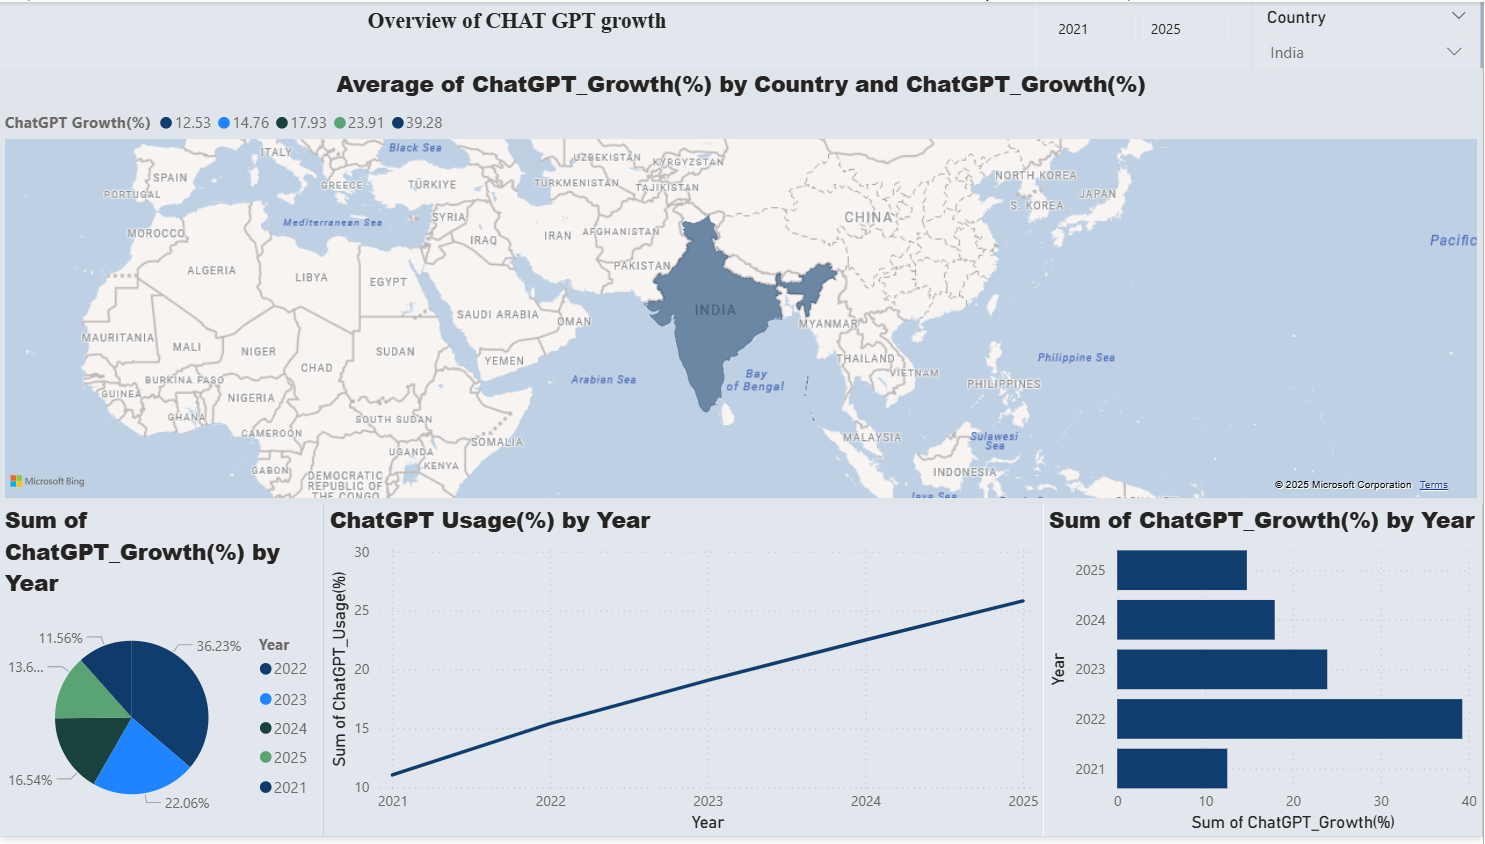 Overview of CHAT GPT growth
2021
2025
Country
India
Average of ChatGPT_Growth(%) by Country and ChatGPT_Growth(%)
ChatGPT Growth(%) 12.53 14.76 17.93 23.91 39.28
ITALY
Black Sea
UZBEKISTAN
KYRGYZSTAN
SPAIN
PORTUGAL
GREECE
TÜRKIYE
TURKMENISTAN
TAJIKISTAN
NORTH KOREA
JAPAN
S. KOREA
Mediterranean Sea
SYRIA
CHINA
MOROCCO
IRAQ
IRAN
AFGHANISTAN
Pacific
ALGERIA
LIBYA
EGYPT
PAKISTAN
SAUDI ARABIA
OMAN
INDIA
MYANMAR
MAURITANIA
MALI
NIGER
CHAD
SUDAN
YEMEN
THAILAND
VIETNAM
Philippine Sea
Arabian Sea
Bay
of Bengal
PHILIPPINES
BURKINA FASO
GUINEA
NIGERIA
GHANA
SOUTH SUDAN
CAMEROON
SOMALIA
MALAYSIA
Sulawesi
Sea
UGANDA
KENYA
GABON
DEMOCRATIC
REPUBLIC OF
THE CONGO
INDONESIA
Java Sea
Microsoft Bing
© 2025 Microsoft Corporation Terms
Sum of
ChatGPT_Growth(%) by
Year
11.56%
36.23%
13.6...
16.54%
22.06%
Year
2022
2023
2024
2025
2021
ChatGPT Usage(%) by Year
Sum of ChatGPT_Usage(%)
30
25
20
15
10
2021 2022 2023 2024 2025
Year
Sum of ChatGPT_Growth(%) by Year
Year
2025
2024
2023
2022
2021
0 10 20 30 40
Sum of ChatGPT_Growth(%)